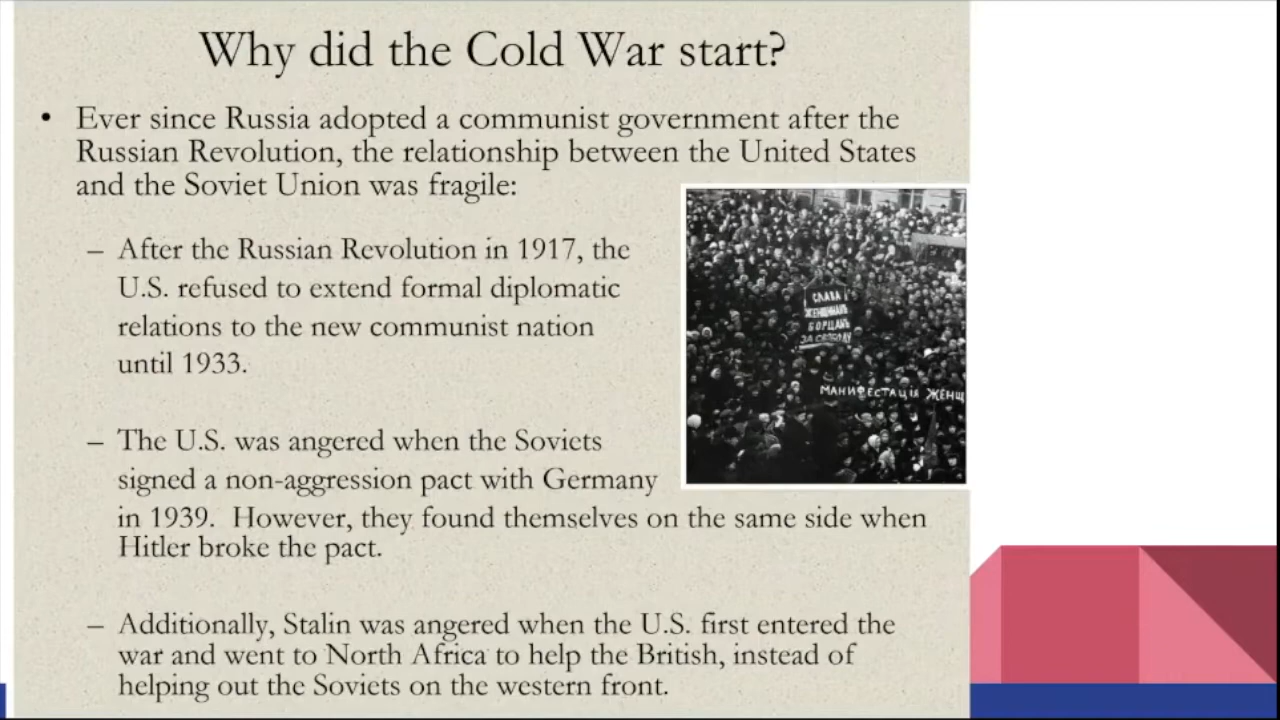 Why did the Cold War start?
• Ever since Russia adopted a communist government after the
Russian Revolution, the relationship between the United States
and the Soviet Union was fragile:
– After the Russian Revolution in 1917, the
U.S. refused to extend formal diplomatic
relations to the new communist nation
until 1933.
– The U.S. was angered when the Soviets
signed a non-aggression pact with Germany
in 1939. However, they found themselves on the same side when
Hitler broke the pact.
– Additionally, Stalin was angered when the U.S. first entered the
war and went to North Africa to help the British, instead of
helping out the Soviets on the western front.
СЛАВА
ЖЕНЩИНАМЪ
БОРЦАМЪ
ЗА СВОБОДУ
МАНИФЕСТАЦІЯ ЖЕНЩ